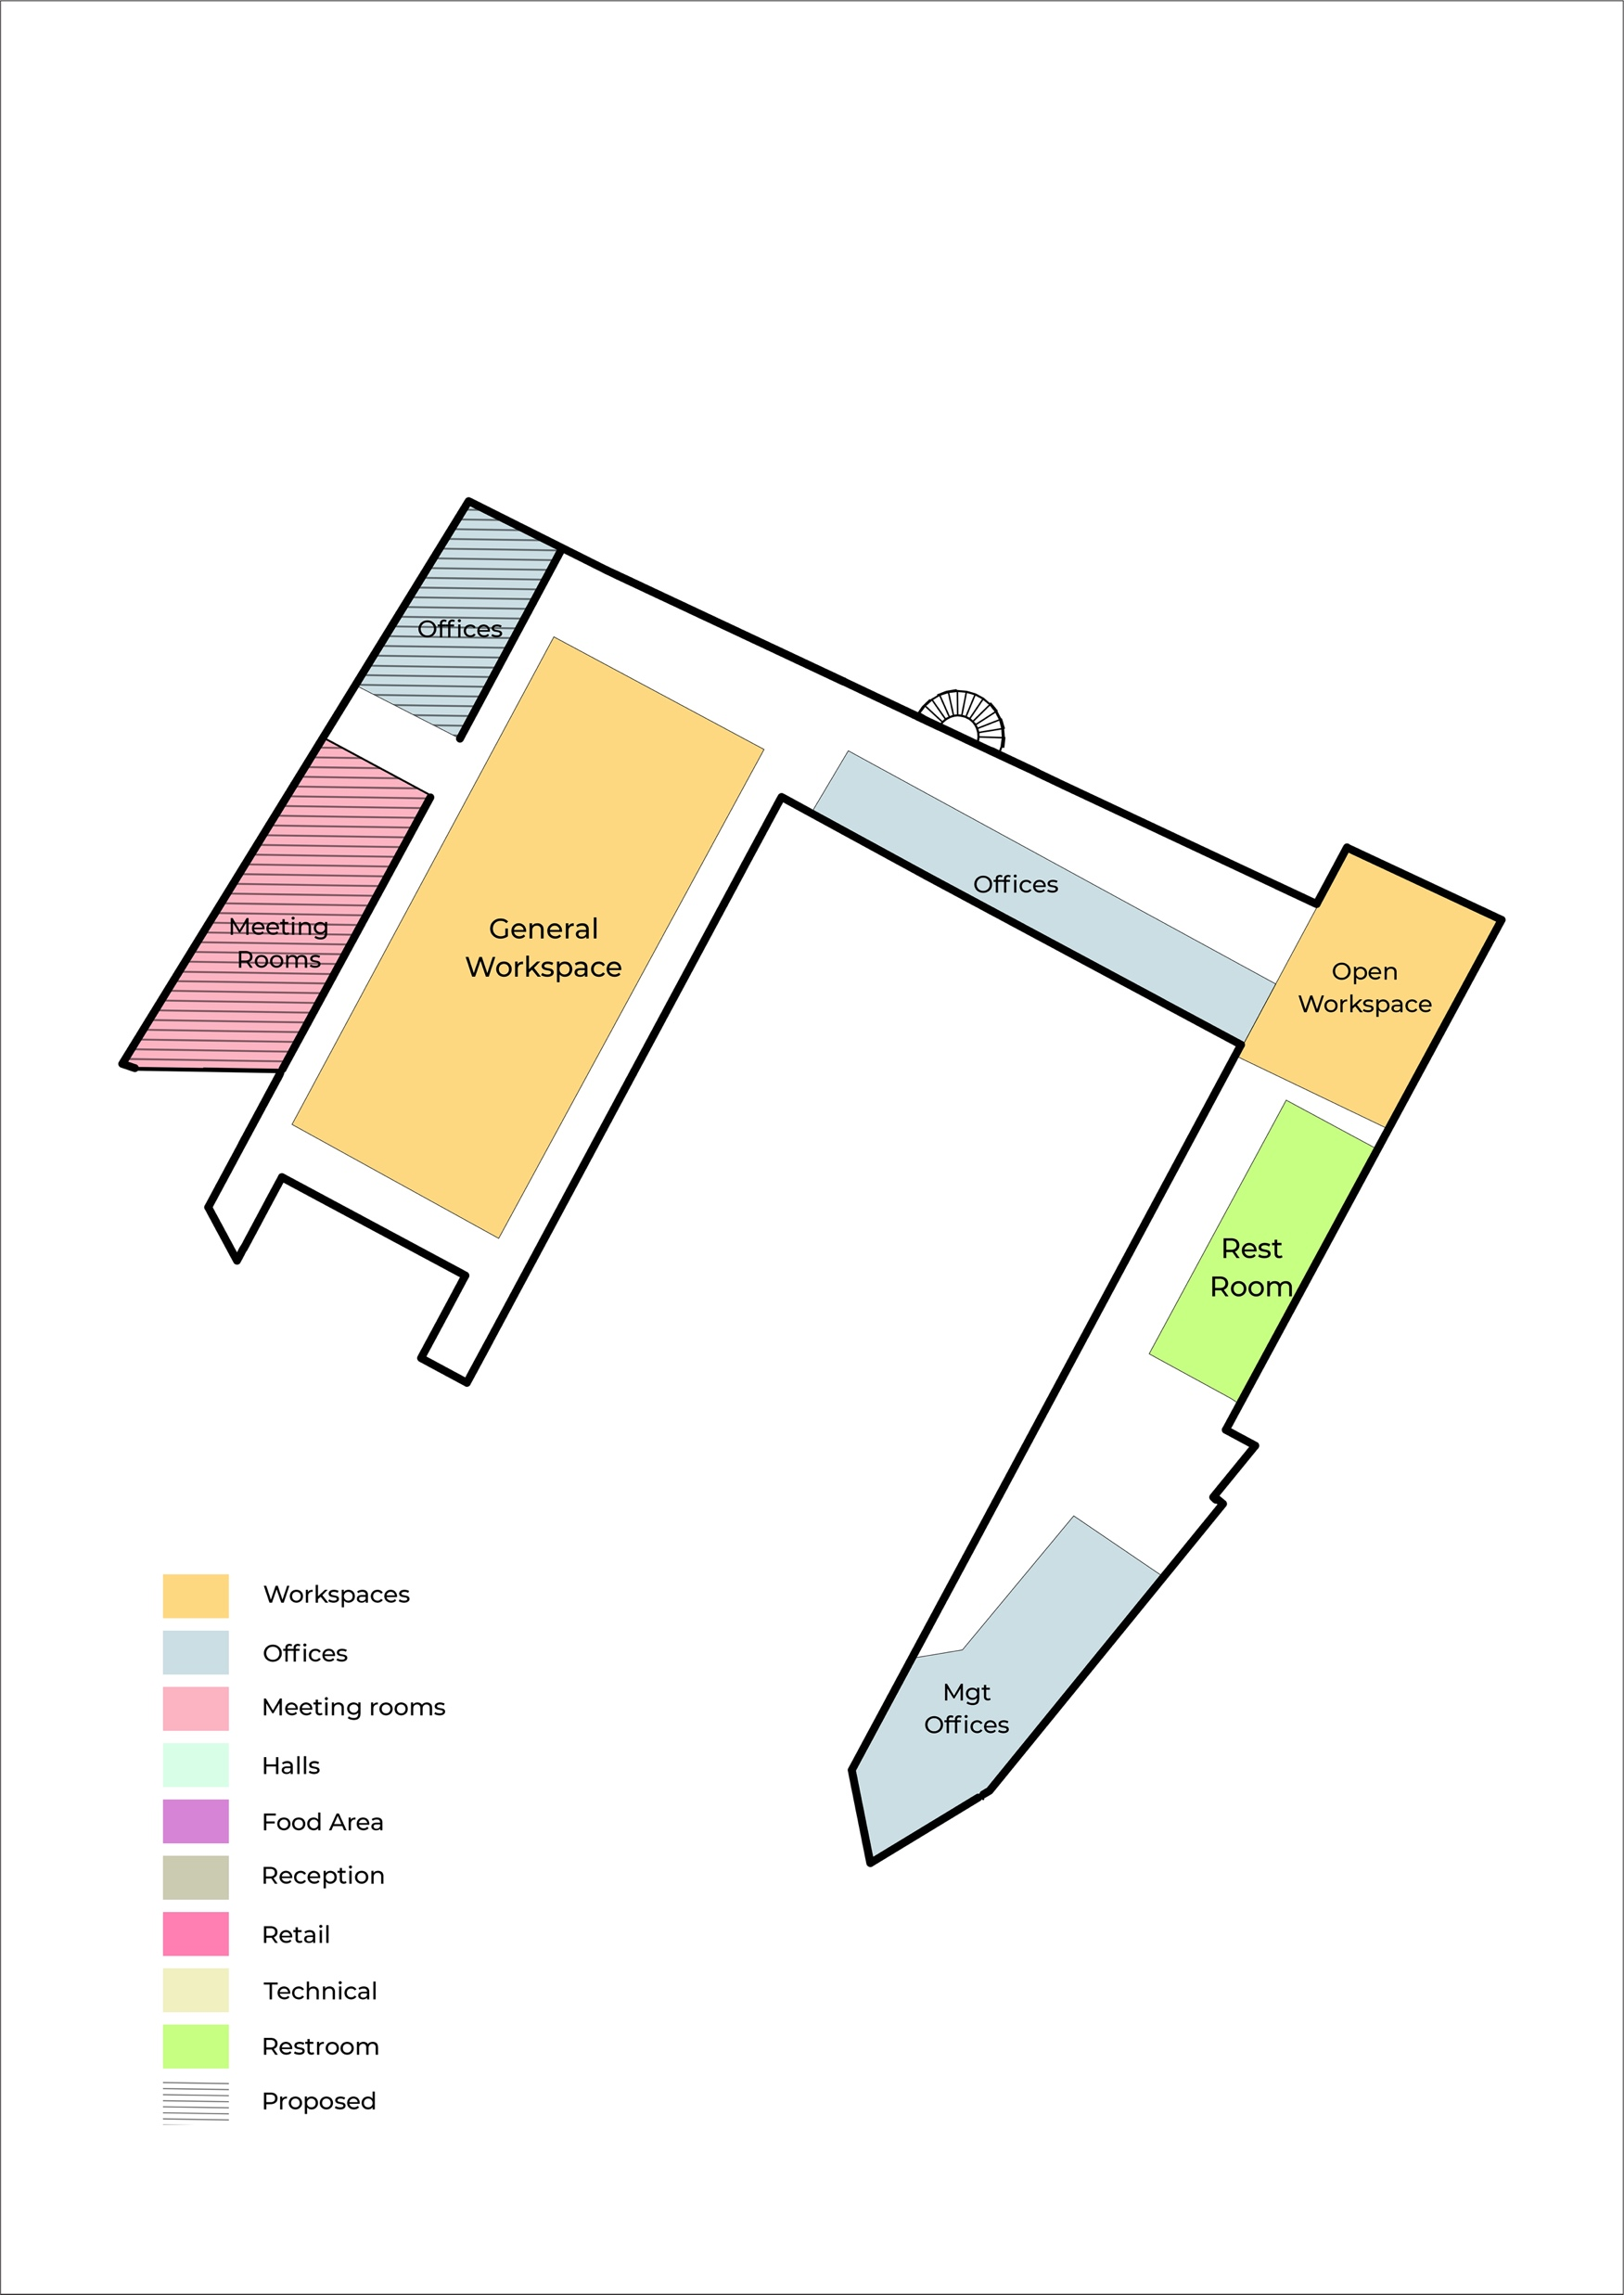 Offices
Meeting
Rooms
General
Workspace
Offices
Open
Workspace
Rest
Room
Mgt
Offices
Workspaces
Offices
Meeting rooms
Halls
Food Area
Reception
Retail
Technical
Restroom
Proposed